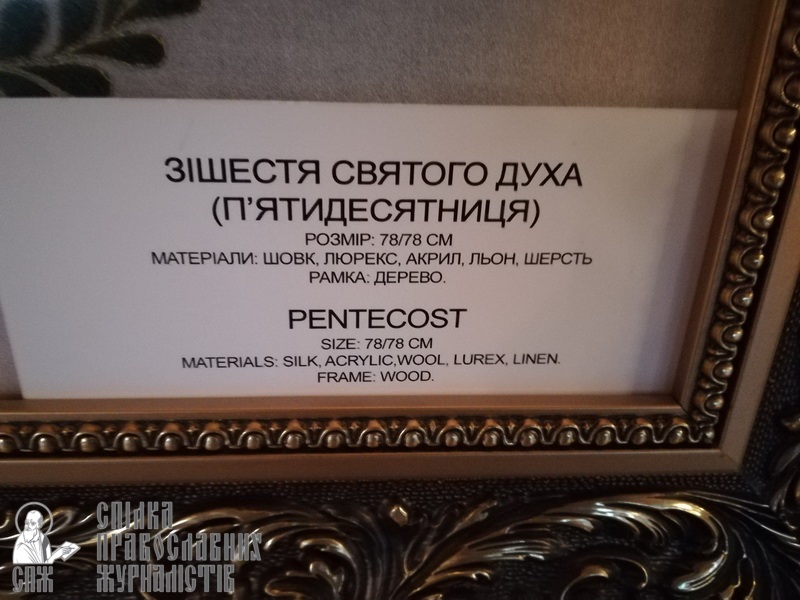 ЗІШЕСТЯ СВЯТОГО ДУХА
(П'ЯТИДЕСЯТНИЦЯ)
РОЗМІР: 78/78 СМ
МАТЕРІАЛИ: ШОВК, ЛЮРЕКС, АКРИЛ, ЛЬОН, ШЕРСТЬ
РАМКА: ДЕРЕВО.
PENTECOST
SIZE: 78/78 CM
MATERIALS: SILK, ACRYLIC,WOOL, LUREX, LINEN.
FRAME: WOOD.
СПІЛКА
ПРАВОСЛАВНИХ
ЖУРНАЛІСТІВ
СПЖ